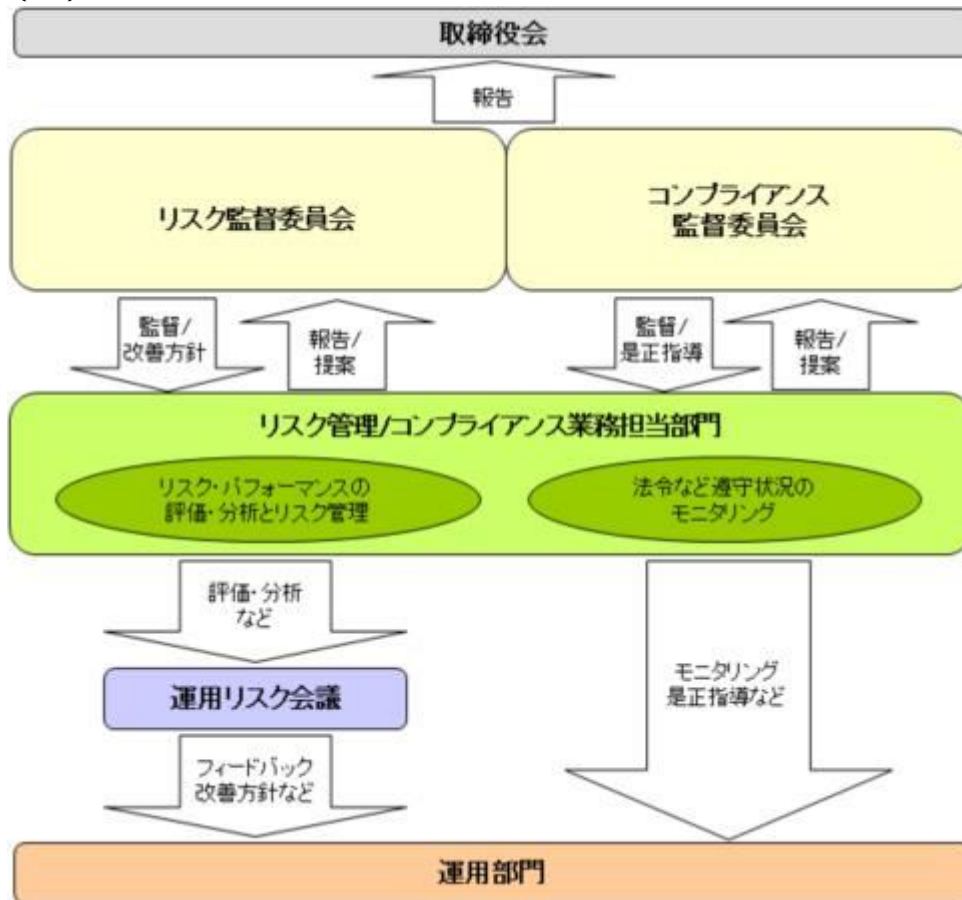 取締役会
報告
リスク監督委員会
コンプライアンス
監督委員会
監督/
改善方針
報告/
提案
監督/
是正指導
報告/
提案
リスク管理/コンプライアンス業務担当部門
リスク・パフォーマンスの
評価・分析とリスク管理
法令など遵守状況の
モニタリング
評価・分析
など
運用リスク会議
モニタリング
是正指導など
フィードバック
改善方針など
運用部門